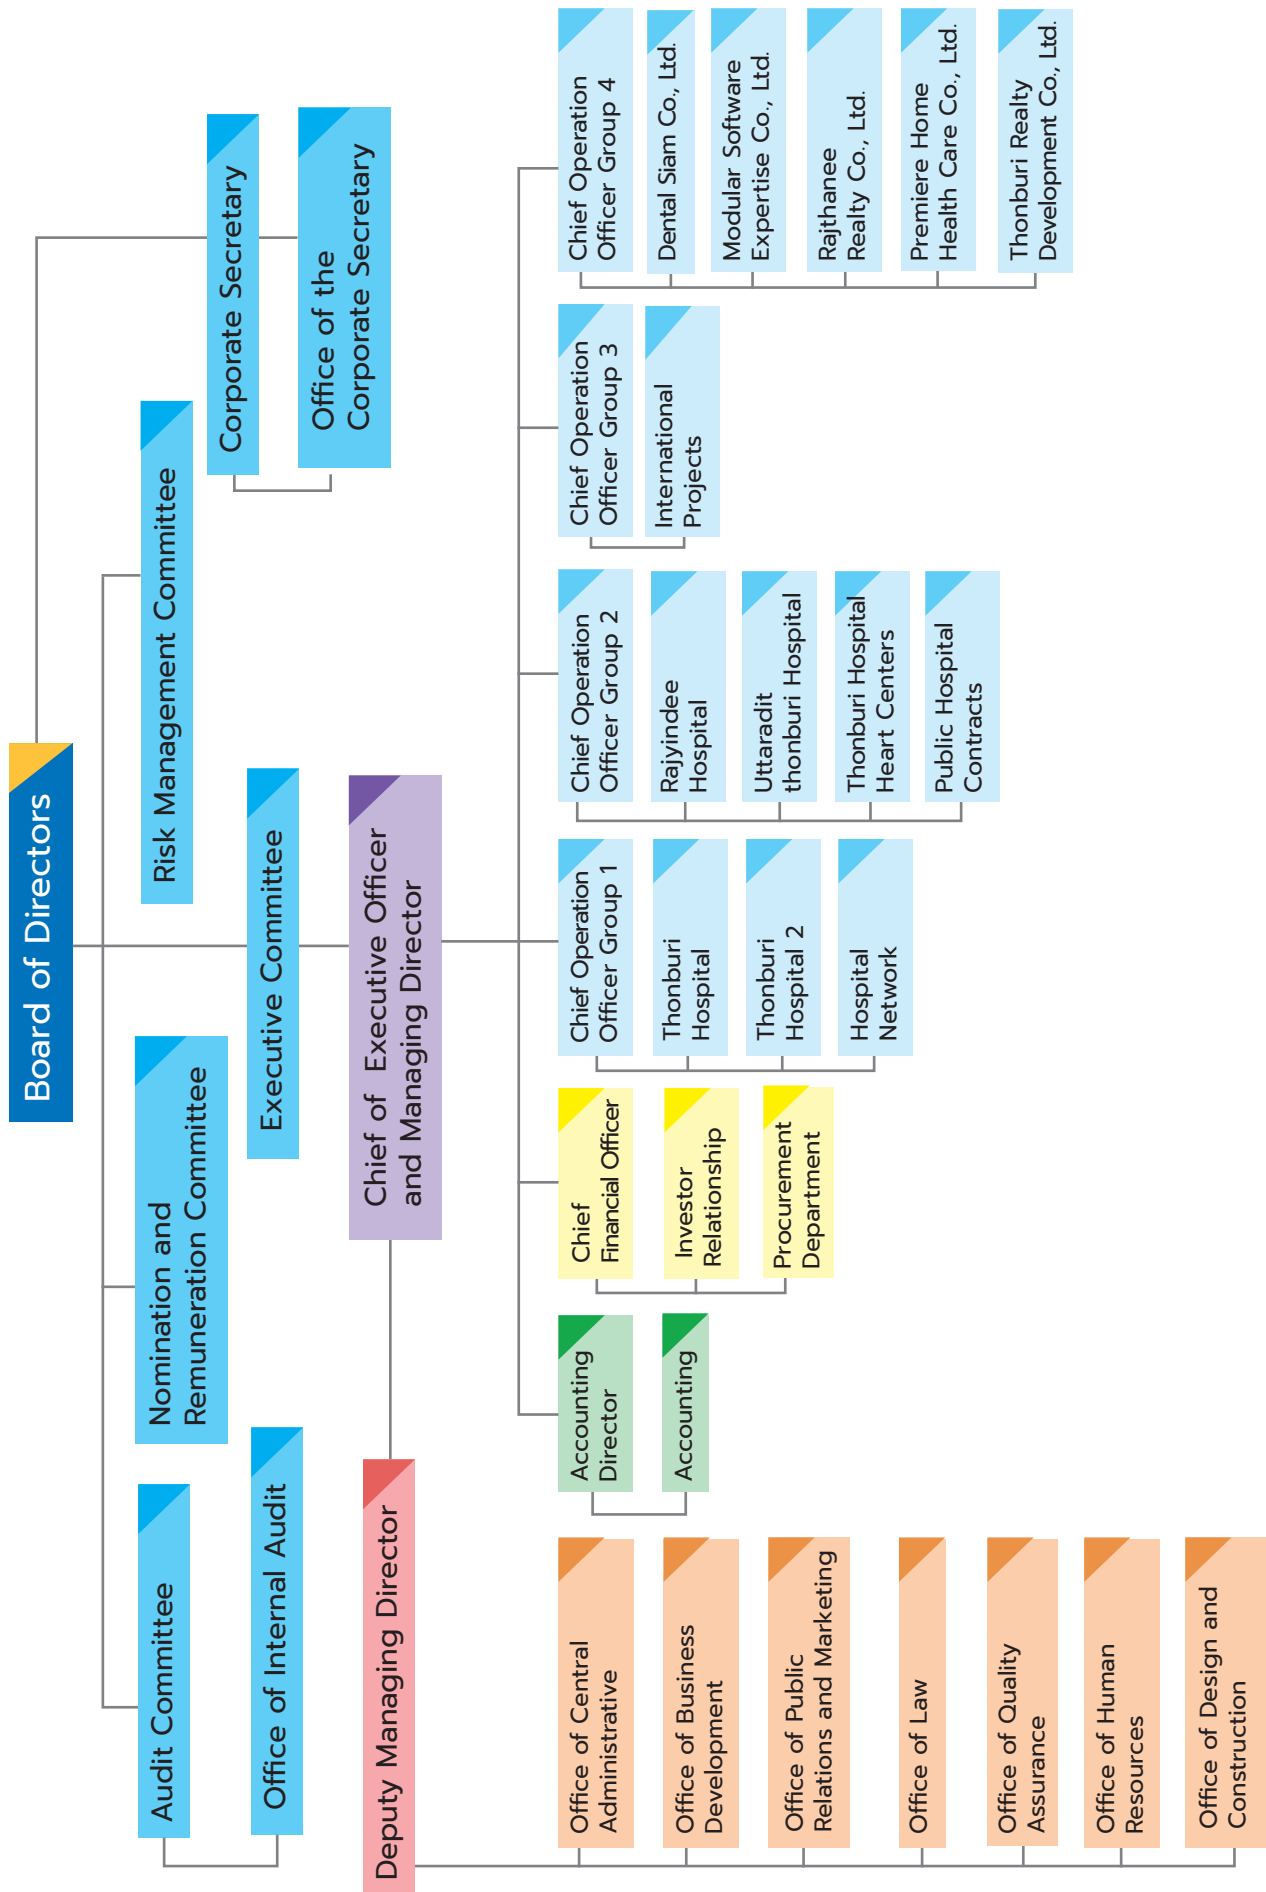 Board of Directors
Audit Committee
Office of Internal Audit
Nomination and
Remuneration Committee
Risk Management Committee
Executive Committee
Corporate Secretary
Office of the
Corporate Secretary
Chief of Executive Officer
and Managing Director
Deputy Managing Director
Office of Central
Administrative
Office of Business
Development
Office of Public
Relations and Marketing
Office of Law
Office of Quality
Assurance
Office of Human
Resources
Office of Design and
Construction
Accounting
Director
Accounting
Chief
Financial Officer
Investor
Relationship
Procurement
Department
Chief Operation
Officer Group 1
Thonburi
Hospital
Thonburi
Hospital 2
Hospital
Network
Chief Operation
Officer Group 2
Rajyindee
Hospital
Uttaradit
thonburi Hospital
Thonburi Hospital
Heart Centers
Public Hospital
Contracts
Chief Operation
Officer Group 3
International
Projects
Chief Operation
Officer Group 4
Dental Siam Co., Ltd.
Modular Software
Expertise Co., Ltd.
Rajthanee
Realty Co., Ltd.
Premiere Home
Health Care Co., Ltd.
Thonburi Realty
Development Co., Ltd.